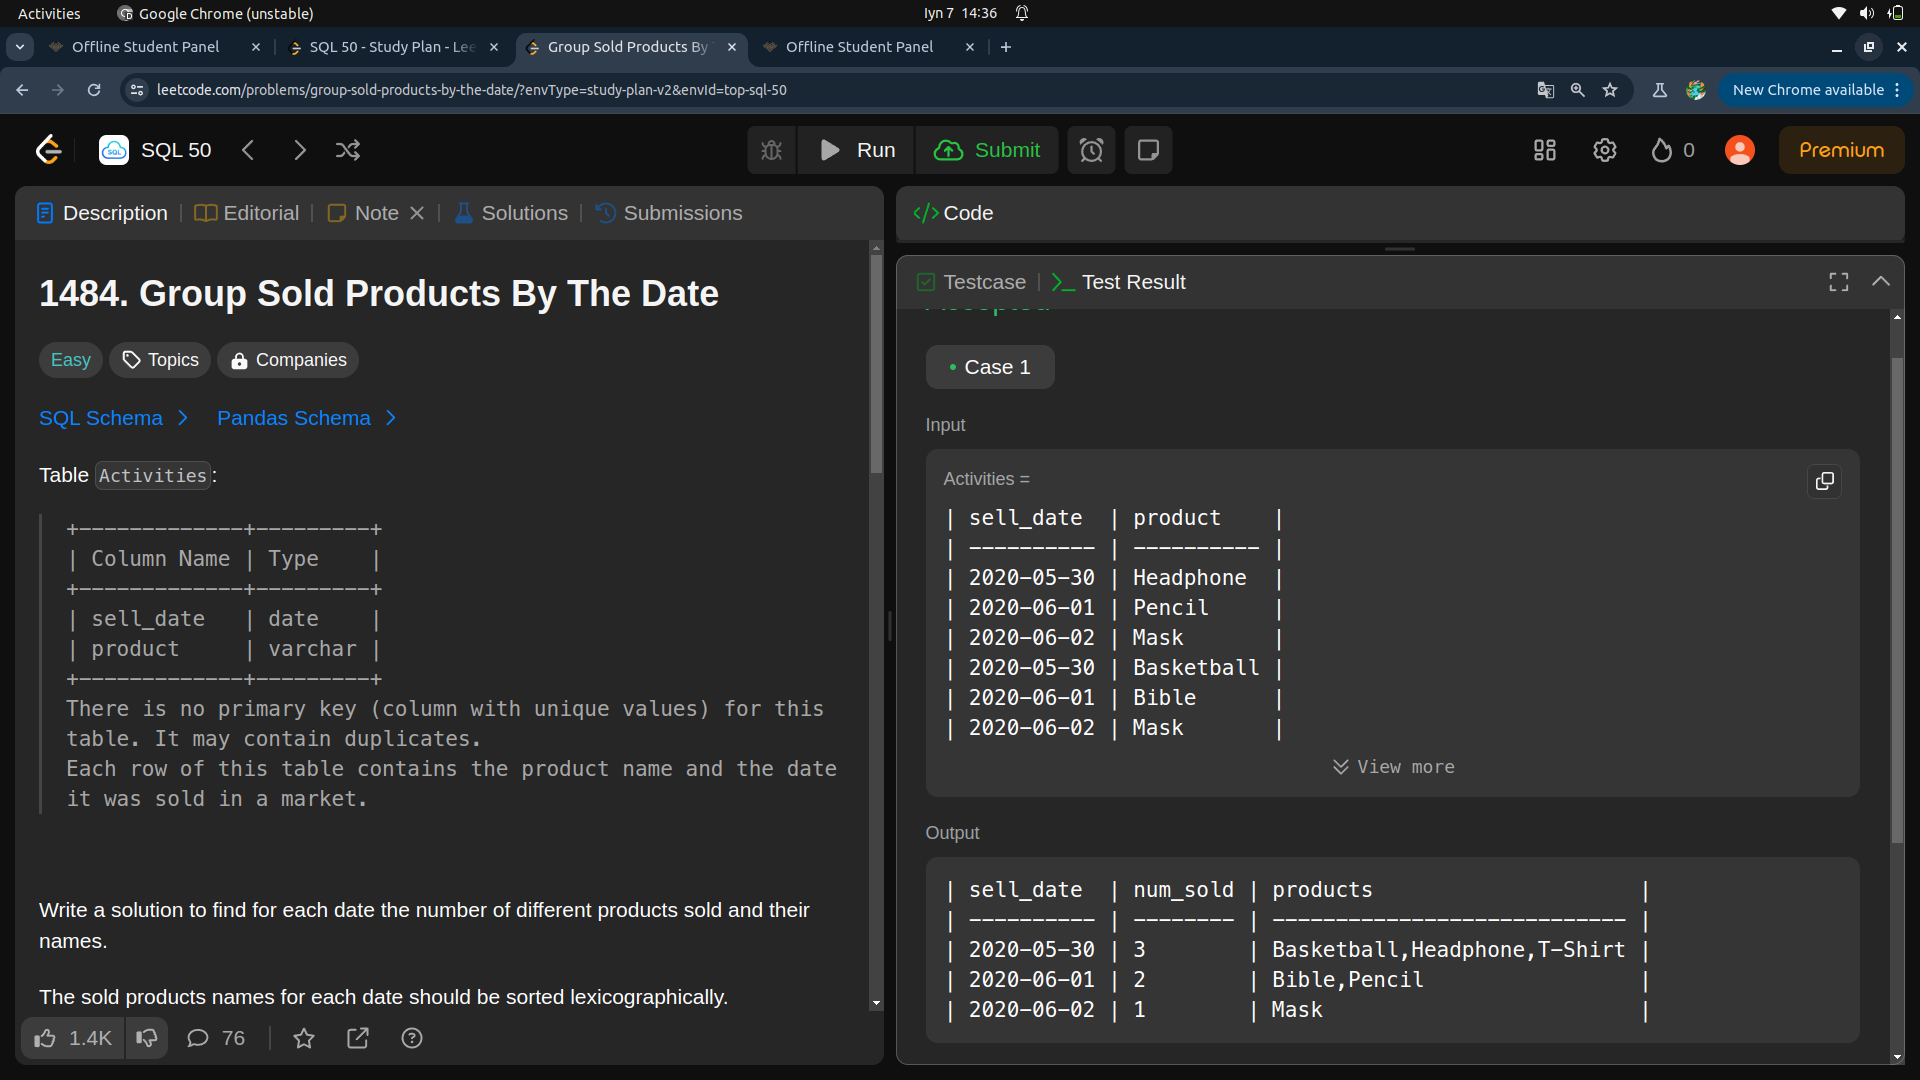 Activities
Google Chrome (unstable)
Iyn 7 14:36
Offline Student Panel
SQL 50 - Study Plan - Lee
Group Sold Products By
Offline Student Panel
leetcode.com/problems/group-sold-products-by-the-date/?envType=study-plan-v2&envId=top-sql-50
New Chrome available
SQL 50
Run
Submit
0
Premium
Description
Editorial
Note
Solutions
Submissions
1484. Group Sold Products By The Date
Easy
Topics
Companies
SQL Schema
Pandas Schema
Table Activities:
+-------------+---------+
| Column Name | Type    |
+-------------+---------+
| sell_date   | date    |
| product     | varchar |
+-------------+---------+
There is no primary key (column with unique values) for this
table. It may contain duplicates.
Each row of this table contains the product name and the date
it was sold in a market.
Write a solution to find for each date the number of different products sold and their
names.
The sold products names for each date should be sorted lexicographically.
1.4K
76
</> Code
Testcase
Test Result
Case 1
Input
Activities =
| sell_date  | product    |
| ---------- | ---------- |
| 2020-05-30 | Headphone  |
| 2020-06-01 | Pencil     |
| 2020-06-02 | Mask       |
| 2020-05-30 | Basketball |
| 2020-06-01 | Bible      |
| 2020-06-02 | Mask       |
View more
Output
| sell_date  | num_sold | products                     |
| ---------- | -------- | ---------------------------- |
| 2020-05-30 | 3        | Basketball,Headphone,T-Shirt |
| 2020-06-01 | 2        | Bible,Pencil                 |
| 2020-06-02 | 1        | Mask                         |